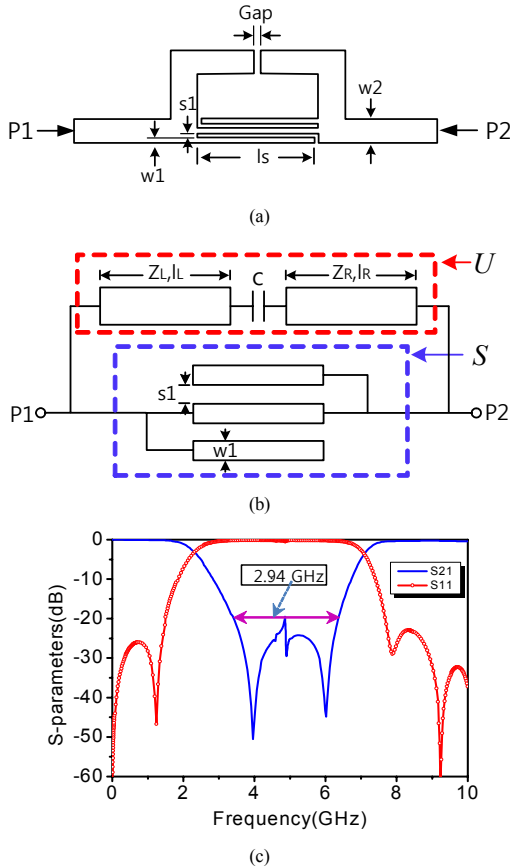 Gap
s1
w2
P1
P2
w1
ls
(a)
U
ZL,lL
C
ZR,lR
S
s1
P1
P2
w1
(b)
S-parameters(dB)
0
-10
-20
-30
-40
-50
-60
2.94 GHz
S21
S11
0 2 4 6 8 10
Frequency(GHz)
(c)